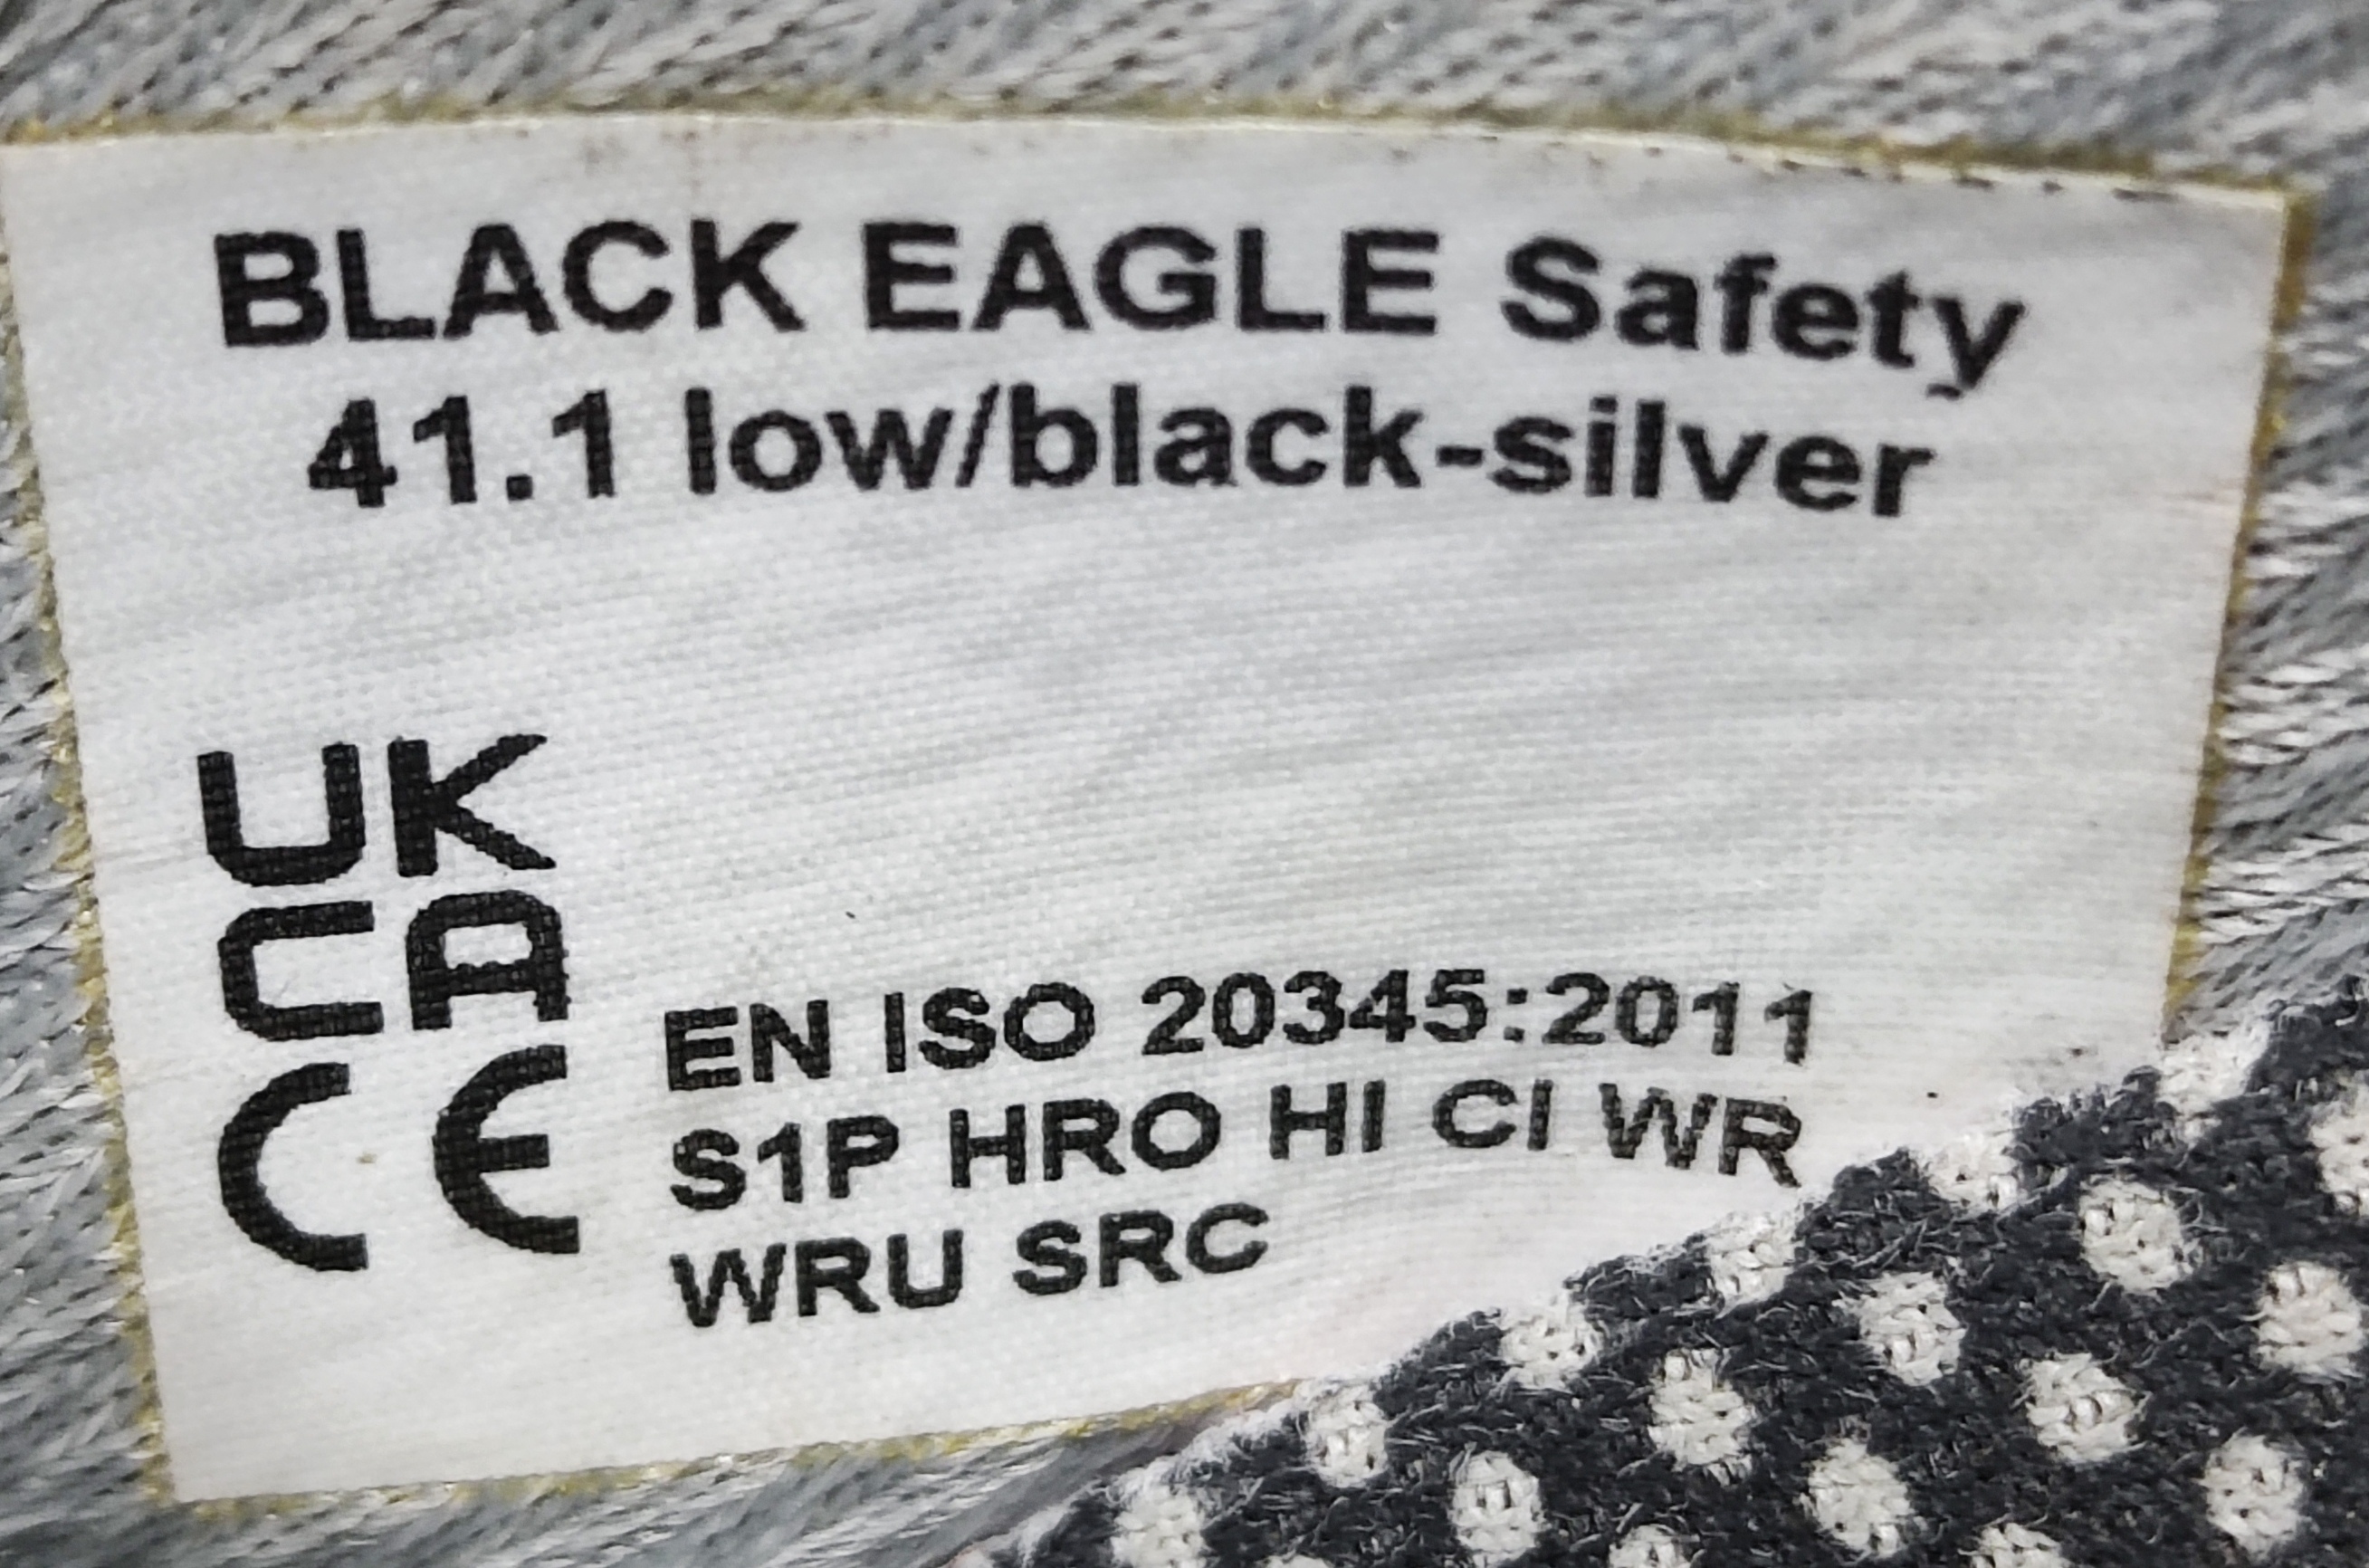 BLACK EAGLE Safety
41.1 low/black-silver
UK
CA
CE
EN ISO 20345:2011
S1P HRO HI CI WR
WRU SRC